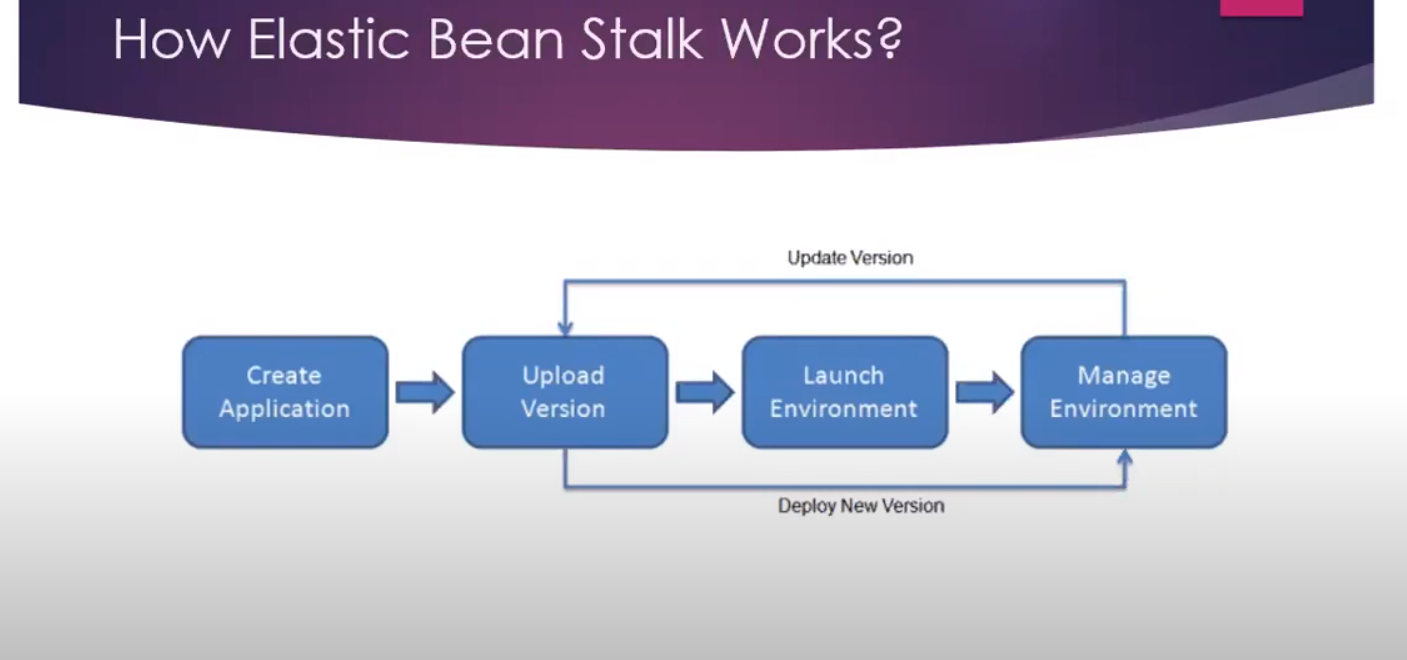 How Elastic Bean Stalk Works?
Update Version
Create
Application
Upload
Version
Launch
Environment
Manage
Environment
Deploy New Version